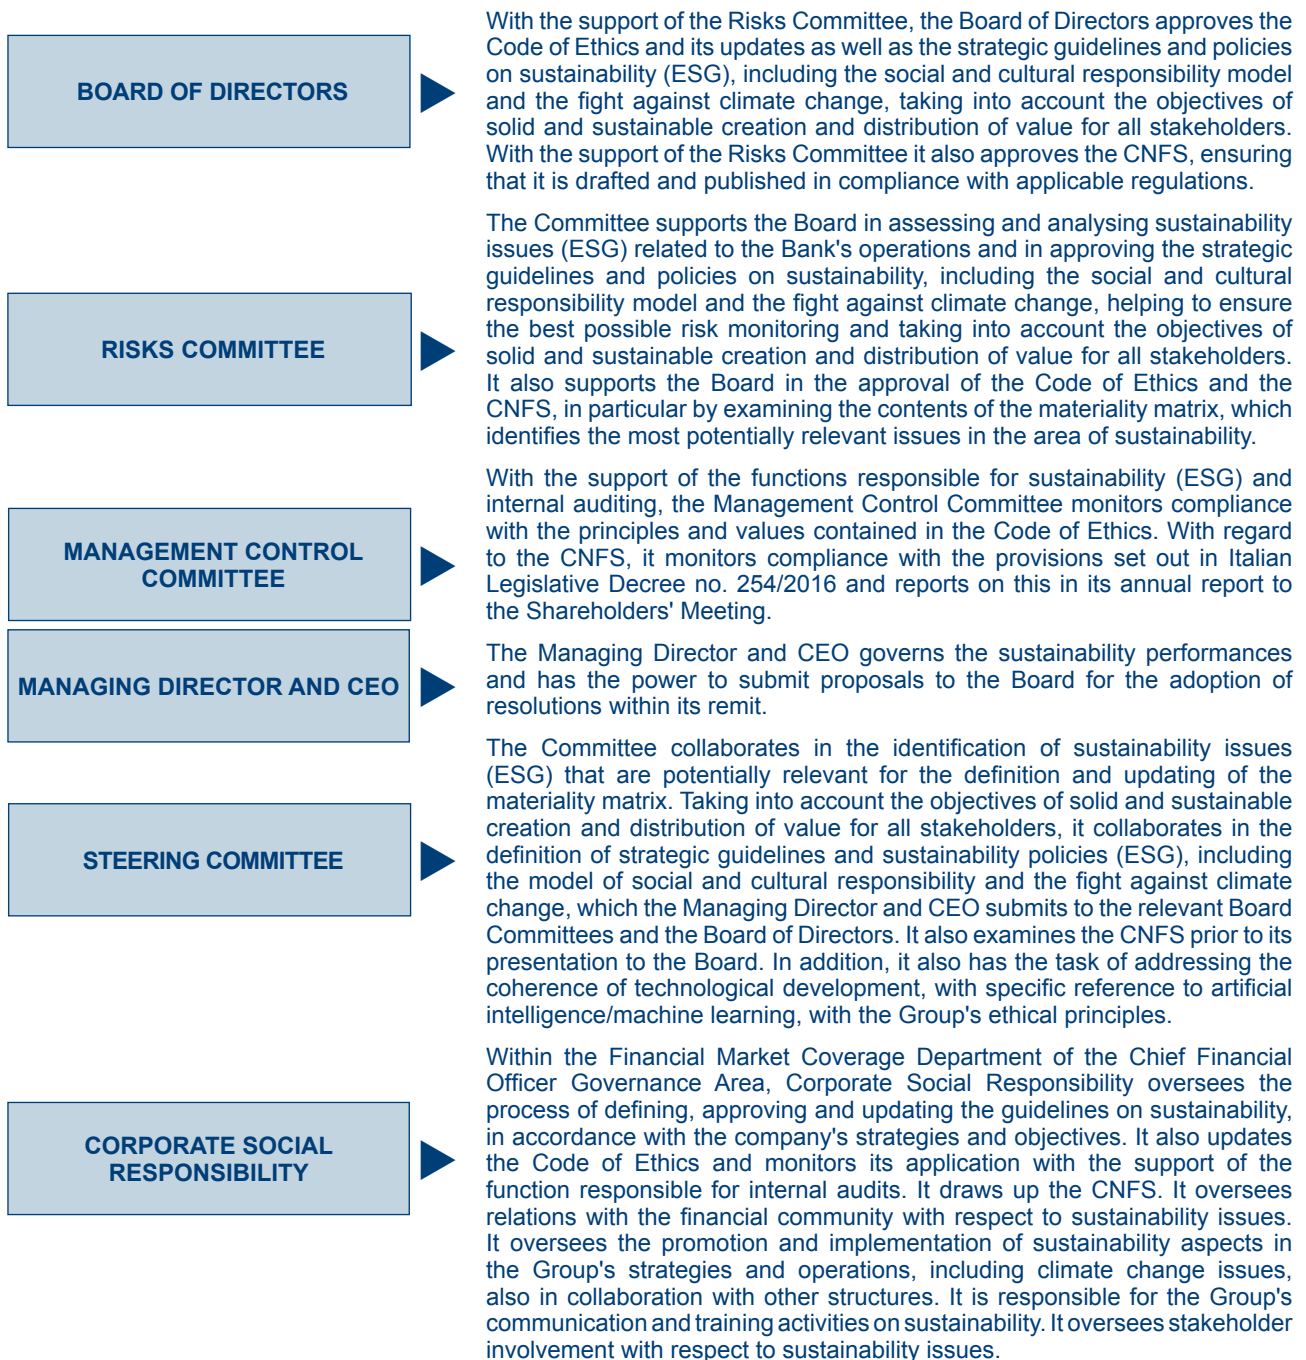 BOARD OF DIRECTORS
With the support of the Risks Committee, the Board of Directors approves the
Code of Ethics and its updates as well as the strategic guidelines and policies
on sustainability (ESG), including the social and cultural responsibility model
and the fight against climate change, taking into account the objectives of
solid and sustainable creation and distribution of value for all stakeholders.
With the support of the Risks Committee it also approves the CNFS, ensuring
that it is drafted and published in compliance with applicable regulations.
RISKS COMMITTEE
The Committee supports the Board in assessing and analysing sustainability
issues (ESG) related to the Bank's operations and in approving the strategic
guidelines and policies on sustainability, including the social and cultural
responsibility model and the fight against climate change, helping to ensure
the best possible risk monitoring and taking into account the objectives of
solid and sustainable creation and distribution of value for all stakeholders.
It also supports the Board in the approval of the Code of Ethics and the
CNFS, in particular by examining the contents of the materiality matrix, which
identifies the most potentially relevant issues in the area of sustainability.
MANAGEMENT CONTROL
COMMITTEE
With the support of the functions responsible for sustainability (ESG) and
internal auditing, the Management Control Committee monitors compliance
with the principles and values contained in the Code of Ethics. With regard
to the CNFS, it monitors compliance with the provisions set out in Italian
Legislative Decree no. 254/2016 and reports on this in its annual report to
the Shareholders' Meeting.
MANAGING DIRECTOR AND CEO
The Managing Director and CEO governs the sustainability performances
and has the power to submit proposals to the Board for the adoption of
resolutions within its remit.
STEERING COMMITTEE
The Committee collaborates in the identification of sustainability issues
(ESG) that are potentially relevant for the definition and updating of the
materiality matrix. Taking into account the objectives of solid and sustainable
creation and distribution of value for all stakeholders, it collaborates in the
definition of strategic guidelines and sustainability policies (ESG), including
the model of social and cultural responsibility and the fight against climate
change, which the Managing Director and CEO submits to the relevant Board
Committees and the Board of Directors. It also examines the CNFS prior to its
presentation to the Board. In addition, it also has the task of addressing the
coherence of technological development, with specific reference to artificial
intelligence/machine learning, with the Group's ethical principles.
CORPORATE SOCIAL
RESPONSIBILITY
Within the Financial Market Coverage Department of the Chief Financial
Officer Governance Area, Corporate Social Responsibility oversees the
process of defining, approving and updating the guidelines on sustainability,
in accordance with the company's strategies and objectives. It also updates
the Code of Ethics and monitors its application with the support of the
function responsible for internal audits. It draws up the CNFS. It oversees
relations with the financial community with respect to sustainability issues.
It oversees the promotion and implementation of sustainability aspects in
the Group's strategies and operations, including climate change issues,
also in collaboration with other structures. It is responsible for the Group's
communication and training activities on sustainability. It oversees stakeholder
involvement with respect to sustainability issues.